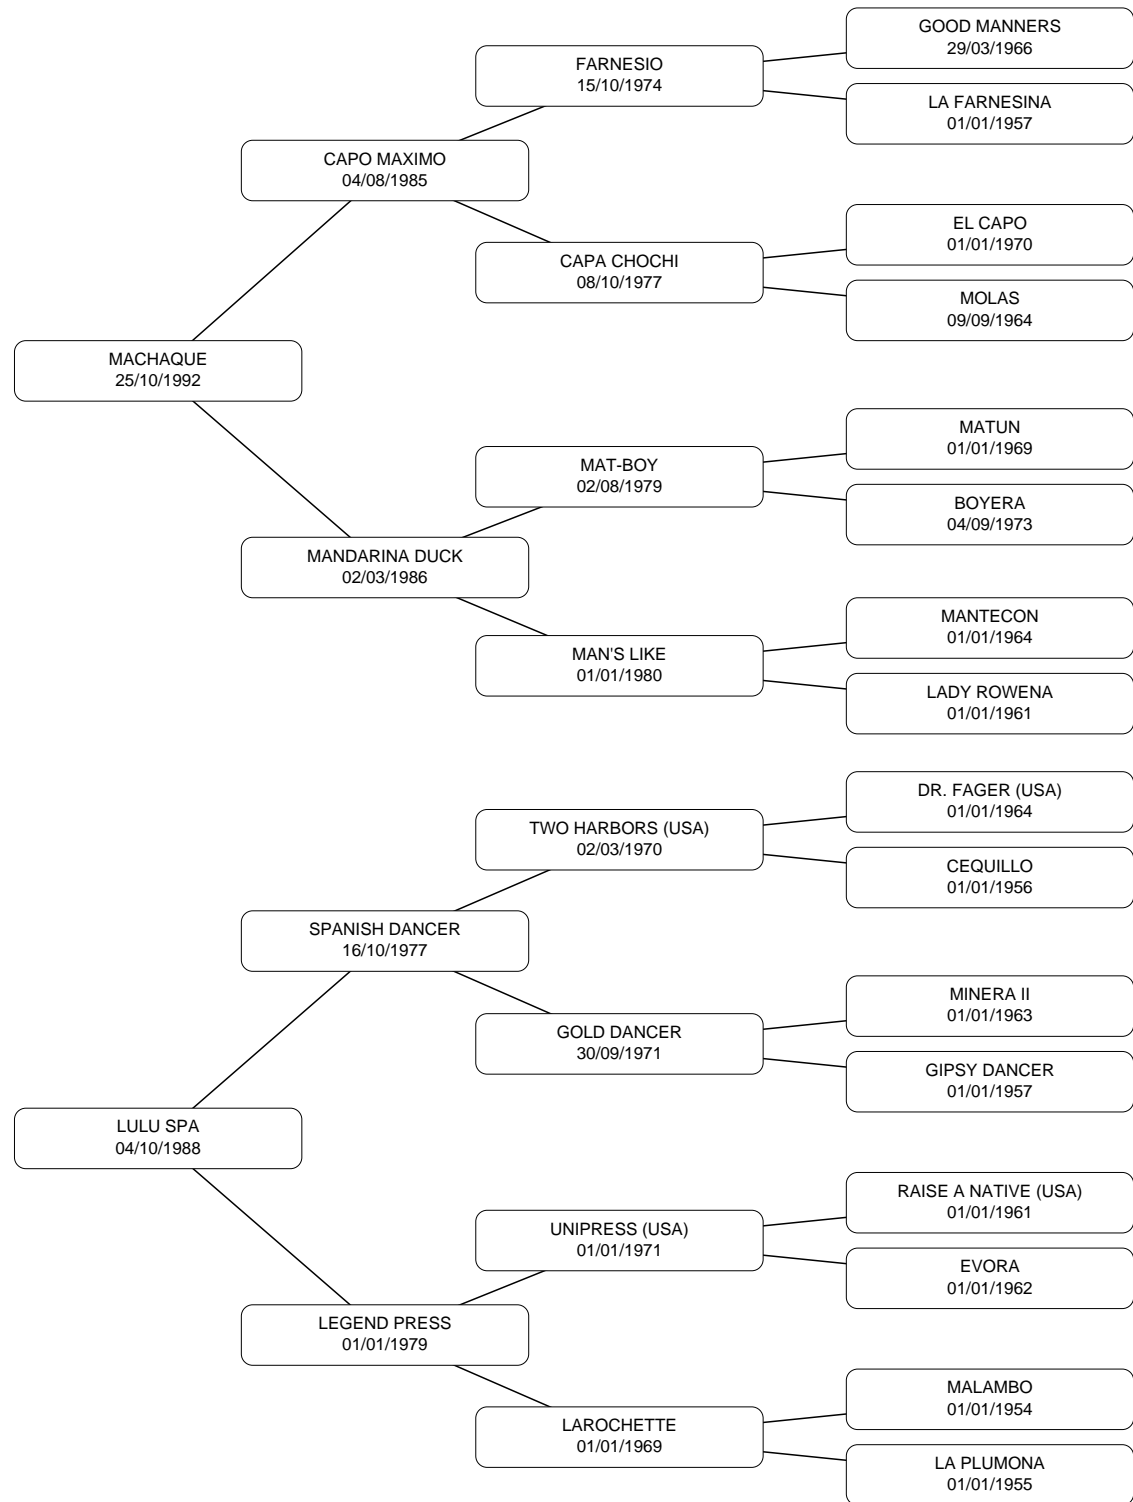 GOOD MANNERS
29/03/1966
FARNESIO
15/10/1974
LA FARNESINA
01/01/1957
CAPO MAXIMO
04/08/1985
EL CAPO
01/01/1970
CAPA CHOCHI
08/10/1977
MOLAS
09/09/1964
MACHAQUE
25/10/1992
MATUN
01/01/1969
MAT-BOY
02/08/1979
BOYERA
04/09/1973
MANDARINA DUCK
02/03/1986
MANTECON
01/01/1964
MAN'S LIKE
01/01/1980
LADY ROWENA
01/01/1961
DR. FAGER (USA)
01/01/1964
TWO HARBORS (USA)
02/03/1970
CEQUILLO
01/01/1956
SPANISH DANCER
16/10/1977
MINERA II
01/01/1963
GOLD DANCER
30/09/1971
GIPSY DANCER
01/01/1957
LULU SPA
04/10/1988
RAISE A NATIVE (USA)
01/01/1961
UNIPRESS (USA)
01/01/1971
EVORA
01/01/1962
LEGEND PRESS
01/01/1979
MALAMBO
01/01/1954
LAROCHETTE
01/01/1969
LA PLUMONA
01/01/1955